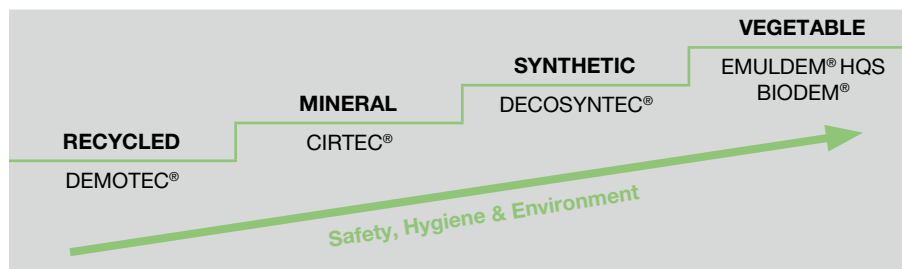 RECYCLED
DEMOTEC®
MINERAL
CIRTEC®
SYNTHETIC
DECOSYNTEC®
VEGETABLE
EMULDEM® HQS
BIODEM®
Safety, Hygiene & Environment